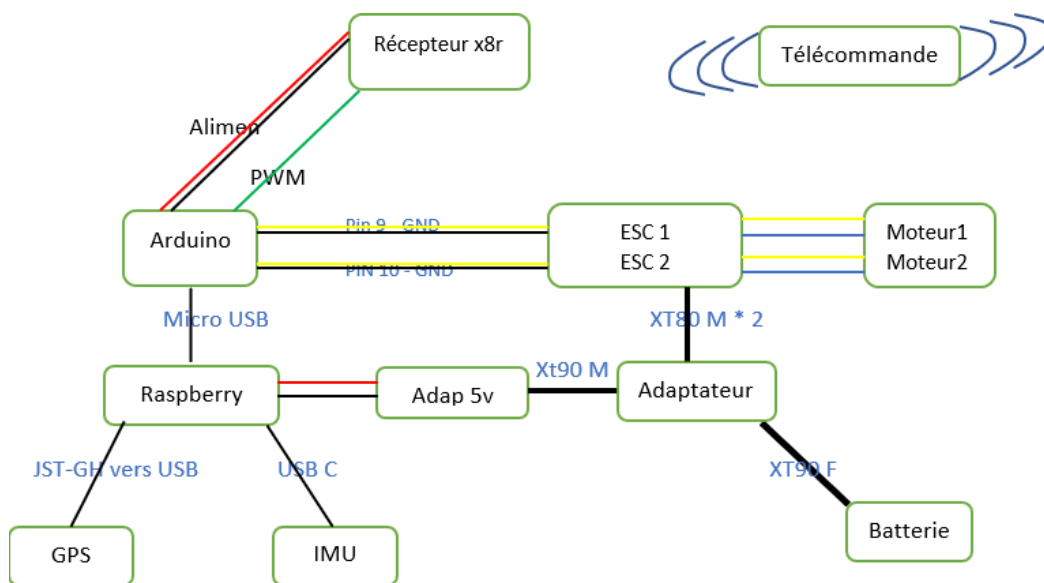 Récepteur x8r
Télécommande
Alimen
PWM
Arduino
Pin 9 - GND
PIN 10 - GND
ESC 1
ESC 2
Moteur1
Moteur2
Micro USB
XT80 M * 2
Raspberry
Adap 5v
Xt90 M
Adaptateur
JST-GH vers USB
USB C
XT90 F
GPS
IMU
Batterie